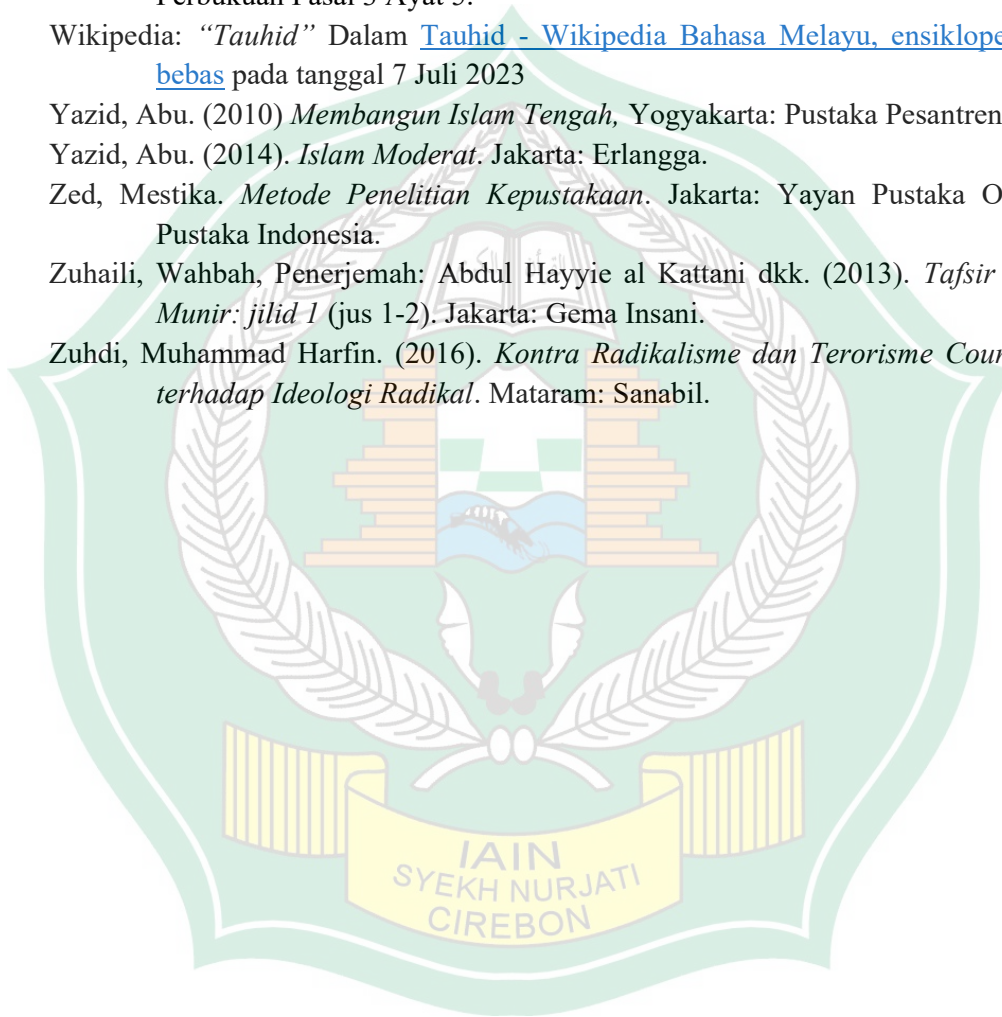 Perbukuan Pasal Ayat
Wikipedia: “Tauhid” Dalam Tauhid - Wikipedia Bahasa Melayu, ensiklope
bebas pada tanggal 7 Juli 2023
Yazid, Abu. (2010) Membangun Islam Tengah, Yogyakarta: Pustaka Pesantren
Yazid, Abu. (2014). Islam Moderat. Jakarta: Erlangga.
Zed, Mestika. Metode Penelitian Kepustakaan. Jakarta: Yayan Pustaka O
Pustaka Indonesia.
Zuhaili, Wahbah, Penerjemah: Abdul Hayyie al Kattani dkk. (2013). Tafsir
Munir: jilid 1 (jus 1-2). Jakarta: Gema Insani.
Zuhdi, Muhammad Harfin. (2016). Kontra Radikalisme dan Terorisme Coun
terhadap Ideologi Radikal. Mataram: Sanabil.
IAIN
SYEKH NURJATI
CIREBON